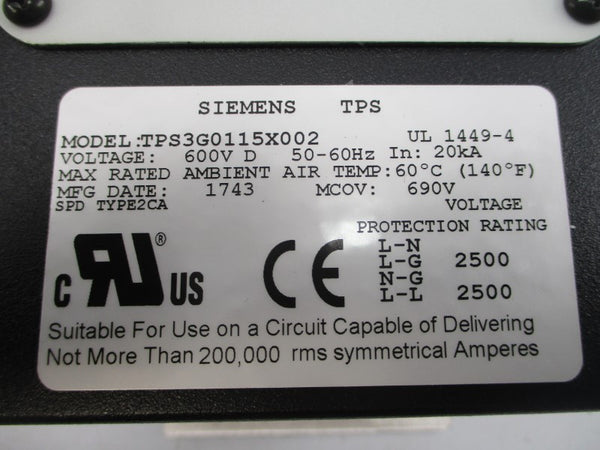 SIEMENS TPS
MODEL:TPS3G0115X002 UL 1449-4
VOLTAGE: 600V D 50-60Hz In: 20kA
MAX RATED AMBIENT AIR TEMP:60°C (140°F)
MFG DATE: 1743 MCOV: 690V
SPD TYPE2CA VOLTAGE
PROTECTION RATING
L-N
L-G 2500
N-G
L-L 2500
C RU ® US CE
Suitable For Use on a Circuit Capable of Delivering
Not More Than 200,000 rms symmetrical Amperes